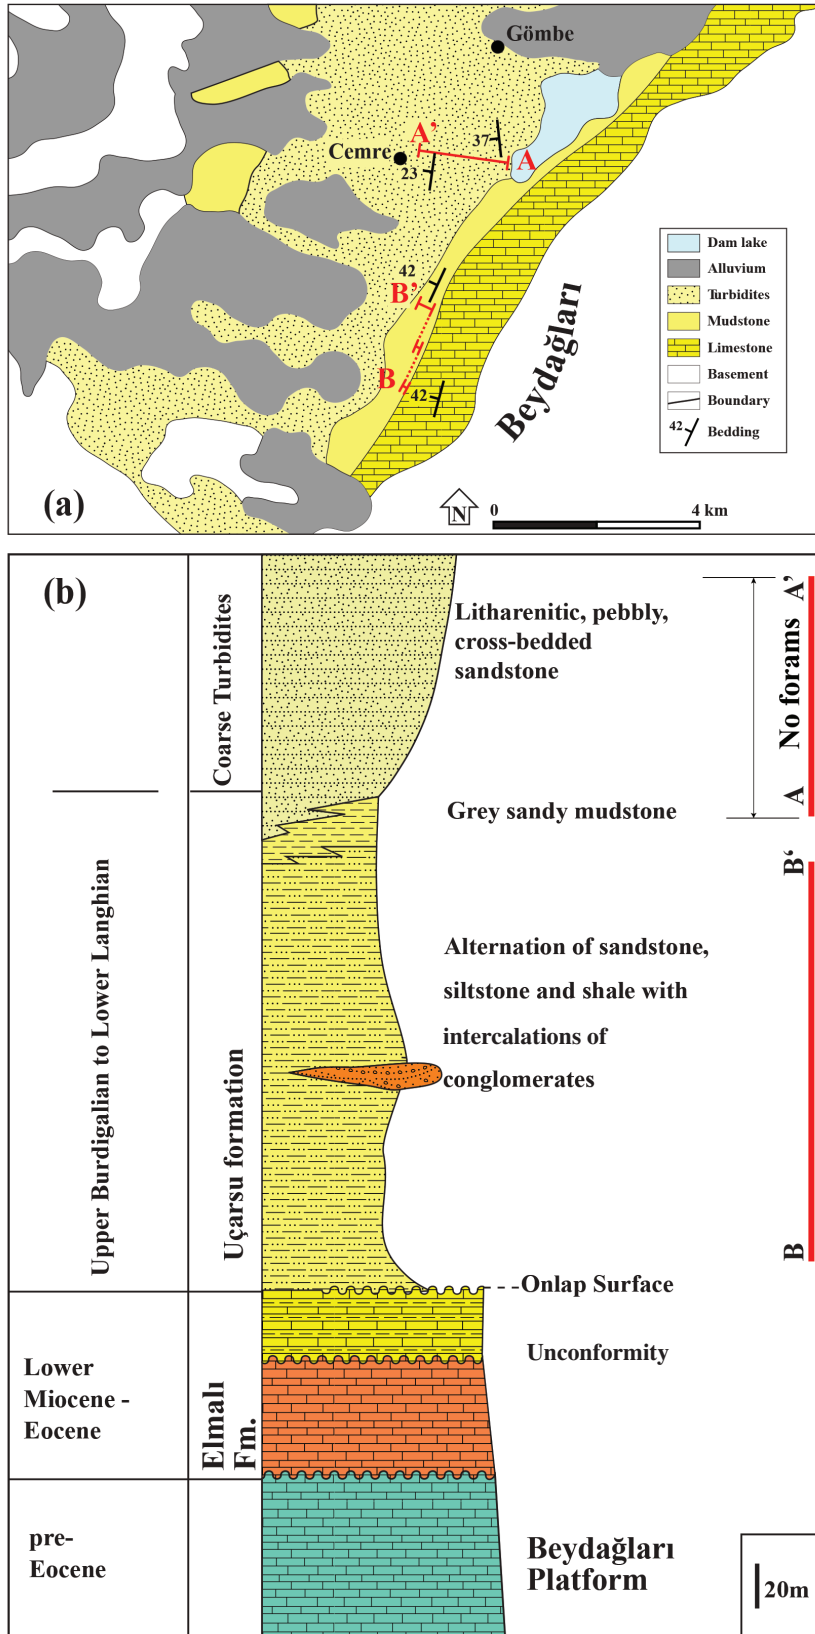 Gömbe
A'
37
Cemre
A
23
42
B'
B
42
Beydağları
Dam lake
Alluvium
Turbidites
Mudstone
Limestone
Basement
Boundary
42
Bedding
(a)
N
0
4 km
(b)
Coarse Turbidites
Litharenitic, pebbly,
cross-bedded
sandstone
A'
No forams
A
Grey sandy mudstone
B‘
Upper Burdigalian to Lower Langhian
Uçarsu formation
Alternation of sandstone,
siltstone and shale with
intercalations of
conglomerates
B
Onlap Surface
Unconformity
Lower
Miocene -
Eocene
Elmalı
Fm.
pre-
Eocene
Beydağları
Platform
20m